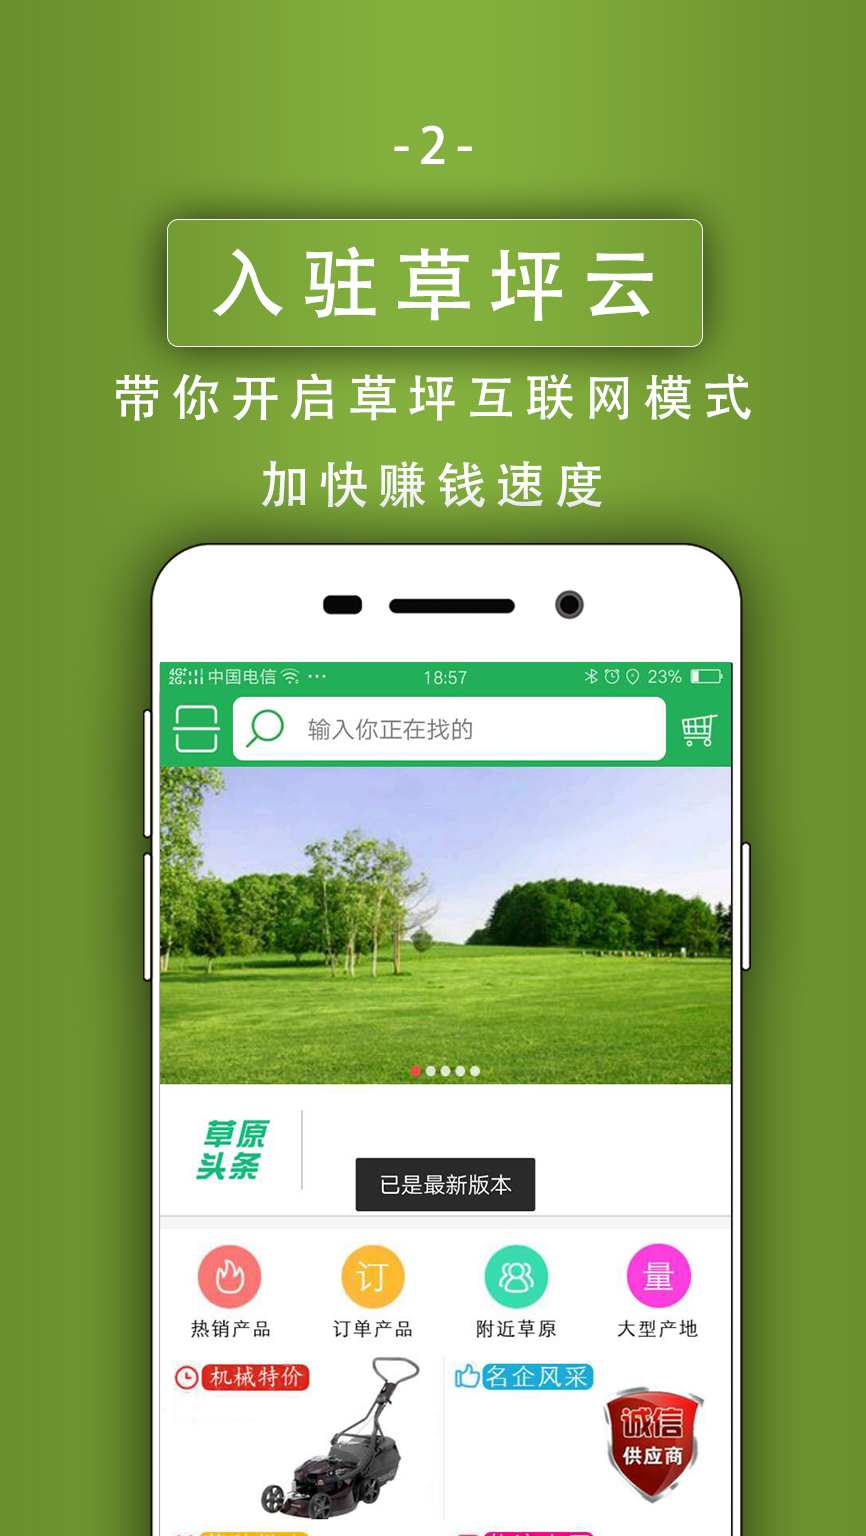 -2-
入驻草坪云
带你开启草坪互联网模式
加快赚钱速度
4G+ 2G 中国电信 ··· 18:57 23%
输入你正在找的
草原
头条
已是最新版本
订 量
热销产品 订单产品 附近草原 大型产地
机械特价 名企风采
诚信
供应商